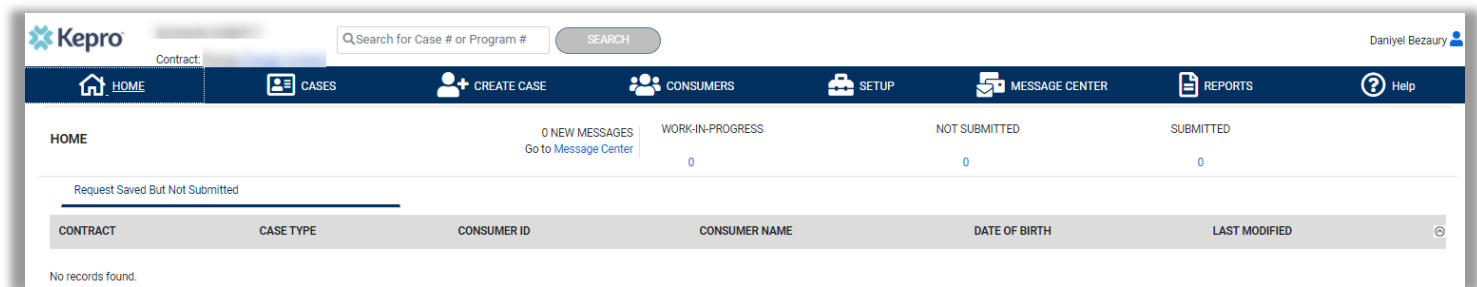 Kepro
Search for Case # or Program #
SEARCH
Daniyel Bezaury
Contract:
HOME
CASES
CREATE CASE
CONSUMERS
SETUP
MESSAGE CENTER
REPORTS
Help
HOME
0 NEW MESSAGES
Go to Message Center
WORK-IN-PROGRESS
0
NOT SUBMITTED
0
SUBMITTED
0
Request Saved But Not Submitted
CONTRACT
CASE TYPE
CONSUMER ID
CONSUMER NAME
DATE OF BIRTH
LAST MODIFIED
No records found.